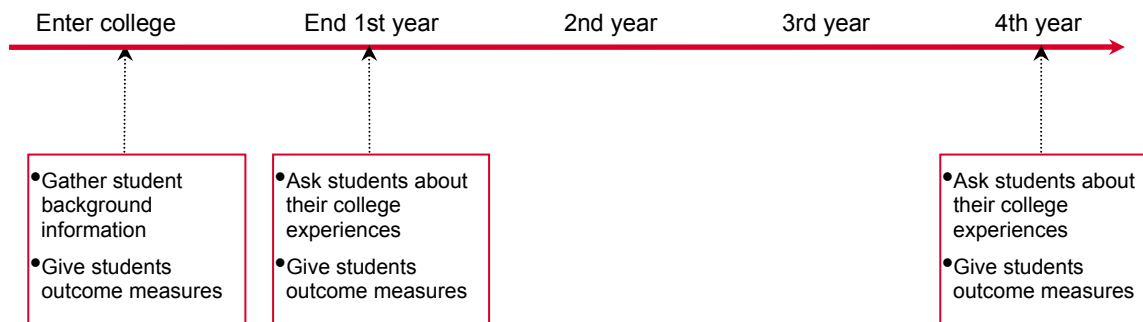 Enter college
End 1st year
2nd year
3rd year
4th year
•Gather student
background
information
•Give students
outcome measures
•Ask students about
their college
experiences
•Give students
outcome measures
•Ask students about
their college
experiences
•Give students
outcome measures